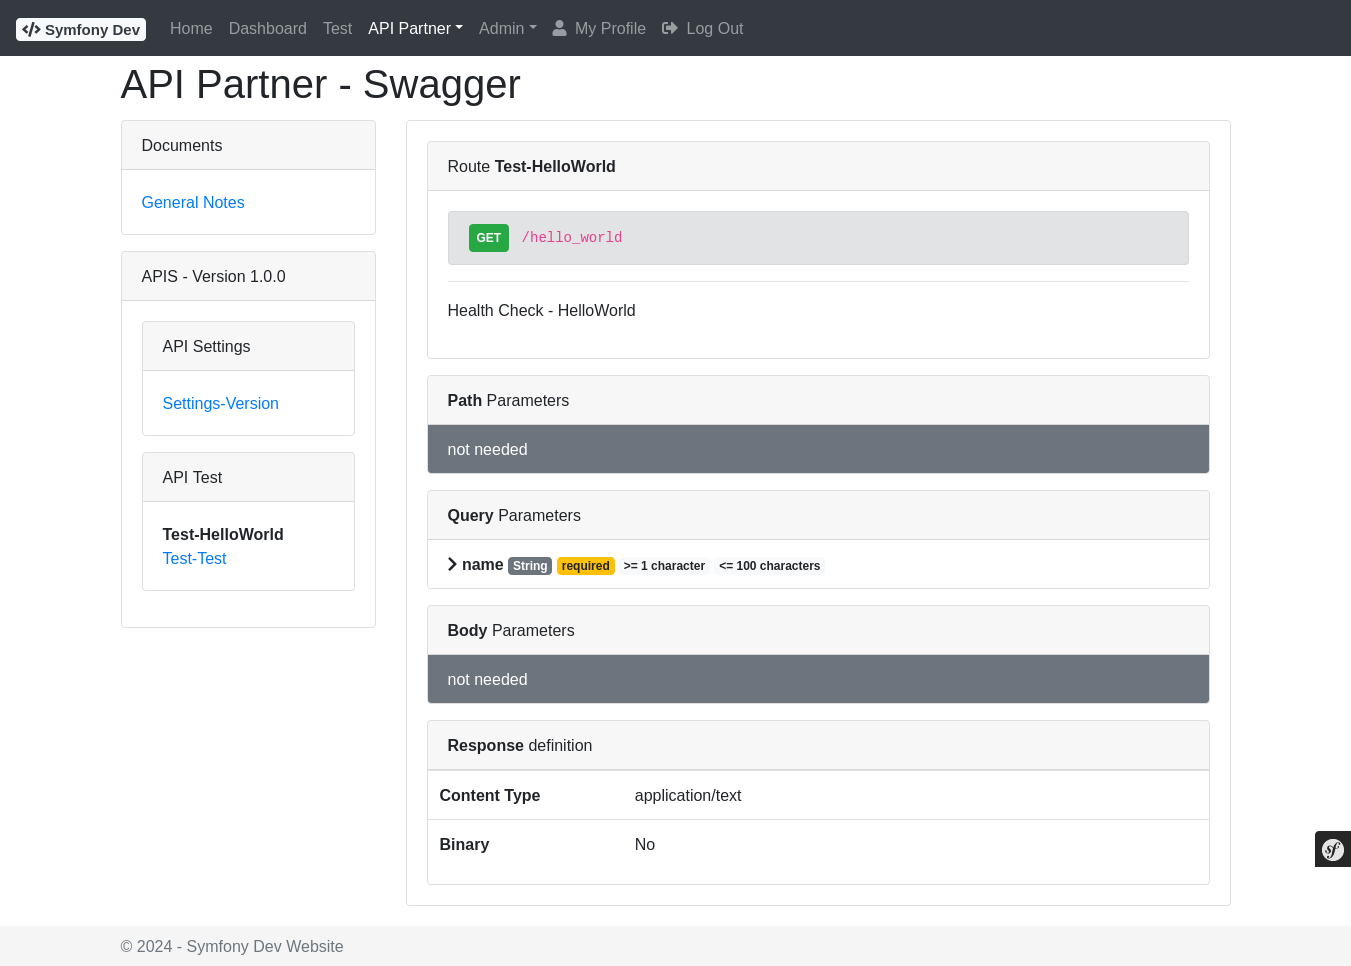 Symfony Dev Home Dashboard Test API Partner Admin My Profile Log Out
API Partner - Swagger
Documents
General Notes
APIS - Version 1.0.0
API Settings
Settings-Version
API Test
Test-HelloWorld
Test-Test
Route Test-HelloWorld
GET /hello_world
Health Check - HelloWorld
Path Parameters
not needed
Query Parameters
name String required >= 1 character <= 100 characters
Body Parameters
not needed
Response definition
Content Type application/text
Binary No
© 2024 - Symfony Dev Website